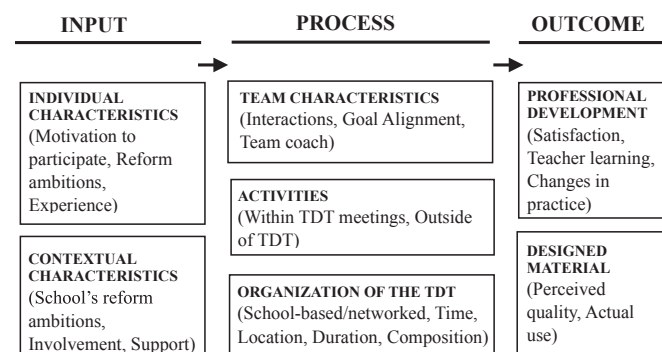 INPUT
PROCESS
OUTCOME
INDIVIDUAL
CHARACTERISTICS
(Motivation to
participate, Reform
ambitions,
Experience)
CONTEXTUAL
CHARACTERISTICS
(School's reform
ambitions,
Involvement, Support)
TEAM CHARACTERISTICS
(Interactions, Goal Alignment,
Team coach)
ACTIVITIES
(Within TDT meetings, Outside
of TDT)
ORGANIZATION OF THE TDT
(School-based/networked, Time,
Location, Duration, Composition)
PROFESSIONAL
DEVELOPMENT
(Satisfaction,
Teacher learning,
Changes in
practice)
DESIGNED
MATERIAL
(Perceived
quality, Actual
use)